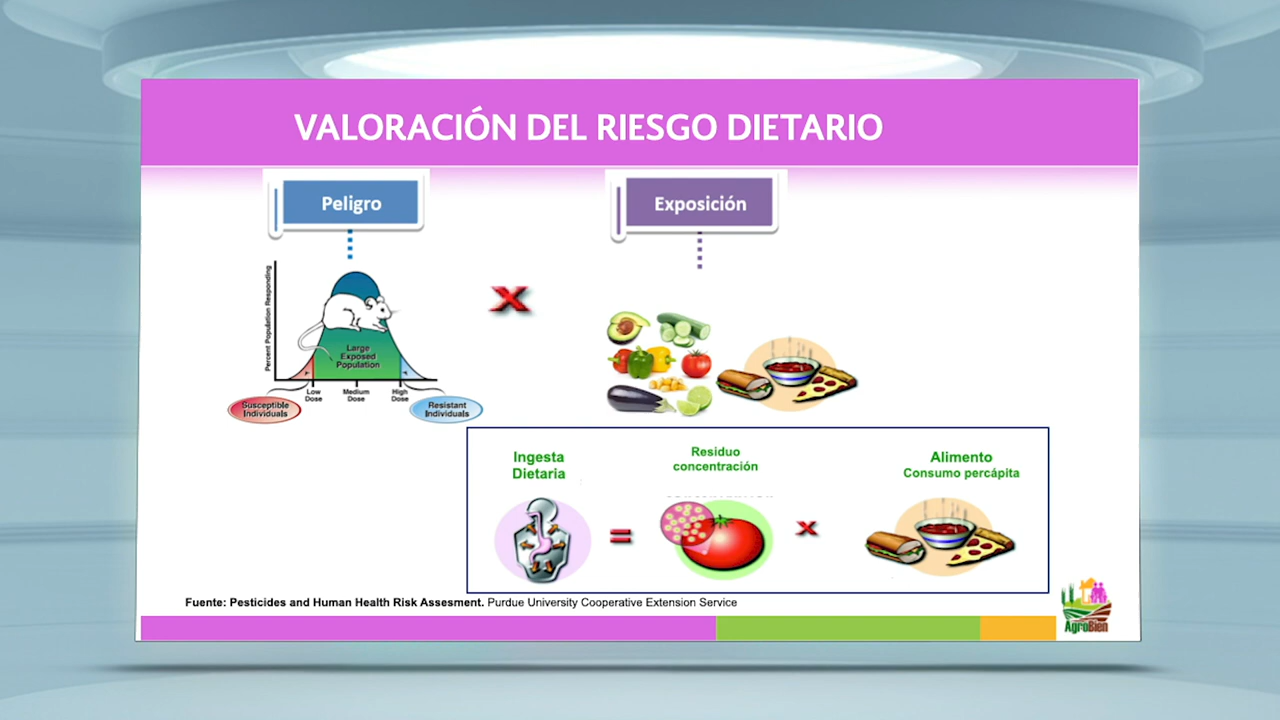 VALORACIÓN DEL RIESGO DIETARIO
Peligro
Exposición
Percent Population Responding
Large
Exposed
Population
Low
Dose
Medium
Dose
High
Dose
Susceptible
Individuals
Resistant
Individuals
Ingesta
Dietaria
Residuo
concentración
Alimento
Consumo percápita
Fuente: Pesticides and Human Health Risk Assesment. Purdue University Cooperative Extension Service
AgroBien